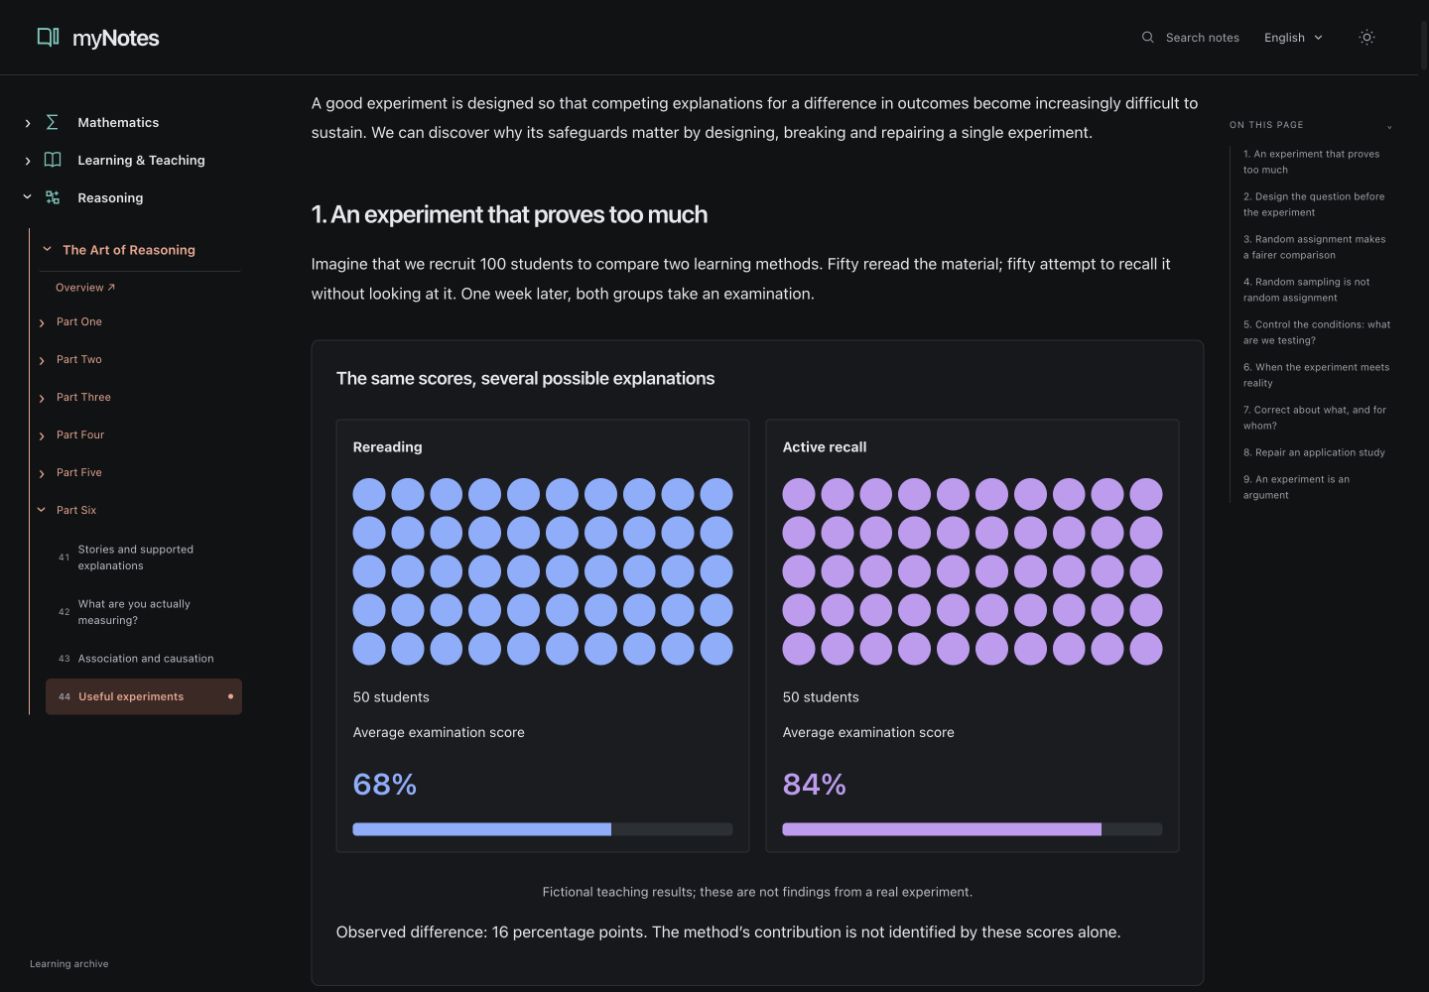 myNotes
Search notes
English
Mathematics
Learning & Teaching
Reasoning
The Art of Reasoning
Overview ↗
Part One
Part Two
Part Three
Part Four
Part Five
Part Six
41 Stories and supported
explanations
42 What are you actually
measuring?
43 Association and causation
44 Useful experiments
Learning archive
A good experiment is designed so that competing explanations for a difference in outcomes become increasingly difficult to
sustain. We can discover why its safeguards matter by designing, breaking and repairing a single experiment.
1. An experiment that proves too much
Imagine that we recruit 100 students to compare two learning methods. Fifty reread the material; fifty attempt to recall it
without looking at it. One week later, both groups take an examination.
The same scores, several possible explanations
Rereading
50 students
Average examination score
68%
Active recall
50 students
Average examination score
84%
Fictional teaching results; these are not findings from a real experiment.
Observed difference: 16 percentage points. The method’s contribution is not identified by these scores alone.
ON THIS PAGE
1. An experiment that proves
too much
2. Design the question before
the experiment
3. Random assignment makes
a fairer comparison
4. Random sampling is not
random assignment
5. Control the conditions: what
are we testing?
6. When the experiment meets
reality
7. Correct about what, and for
whom?
8. Repair an application study
9. An experiment is an
argument